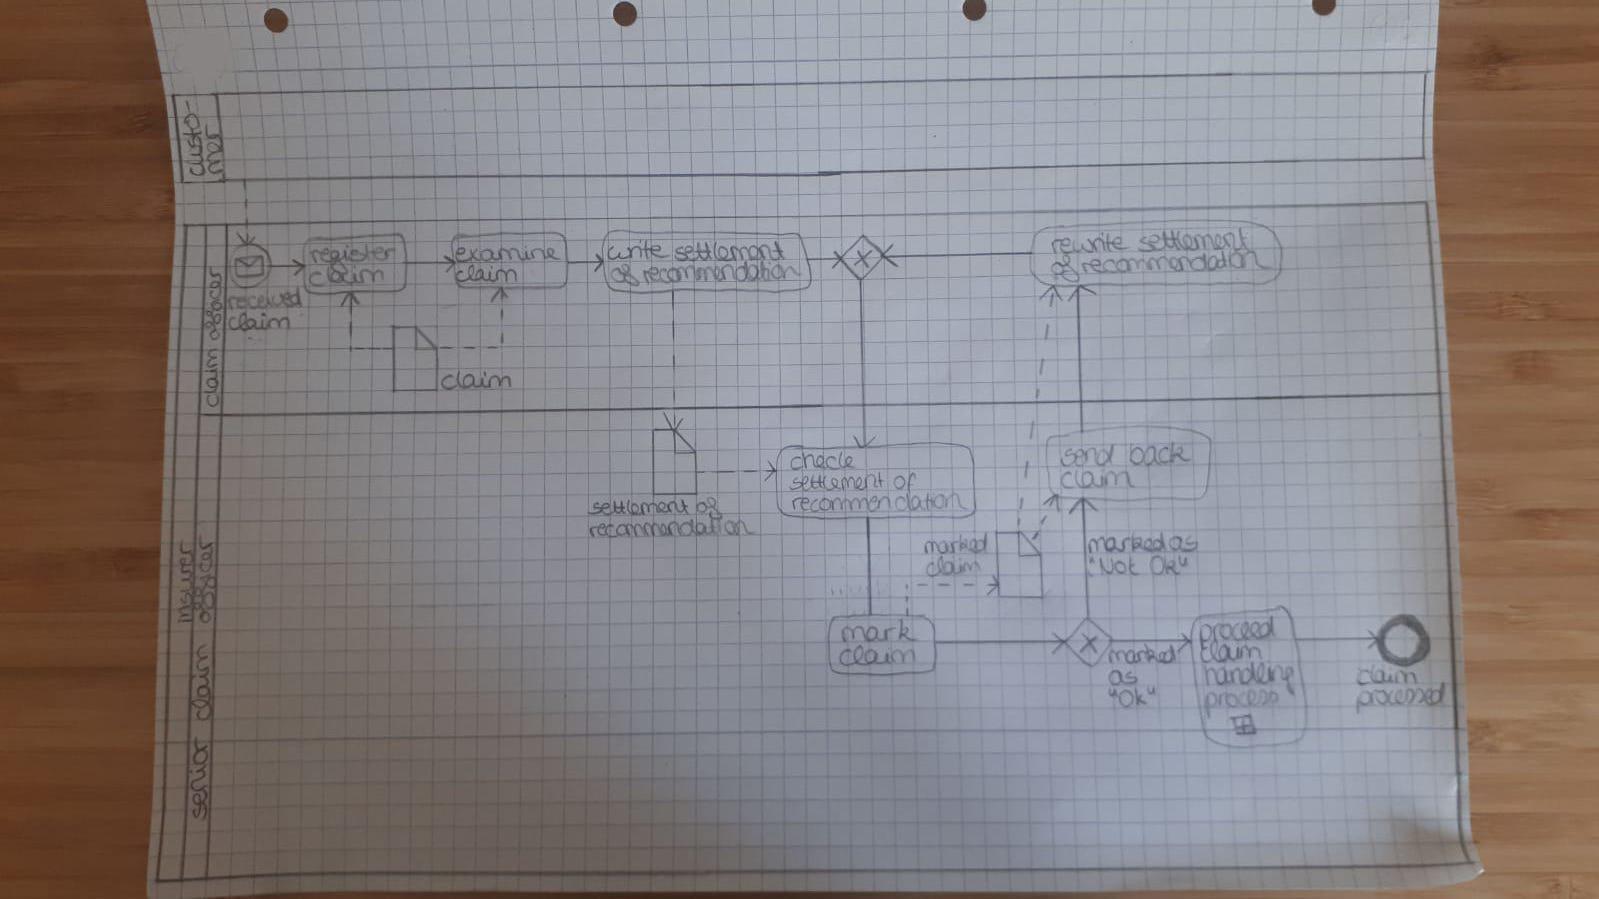 custo-
mer
claim officer
insurer
senior claim officer
received
claim
register
claim
examine
claim
write settlement
of recommendation
rewrite settlement
of recommendation
claim
settlement of
recommendation
check
settlement of
recommendation
send back
claim
marked
claim
marked as
"Not Ok"
mark
claim
marked
as
"Ok"
proceed
claim
handling
process
claim
processed